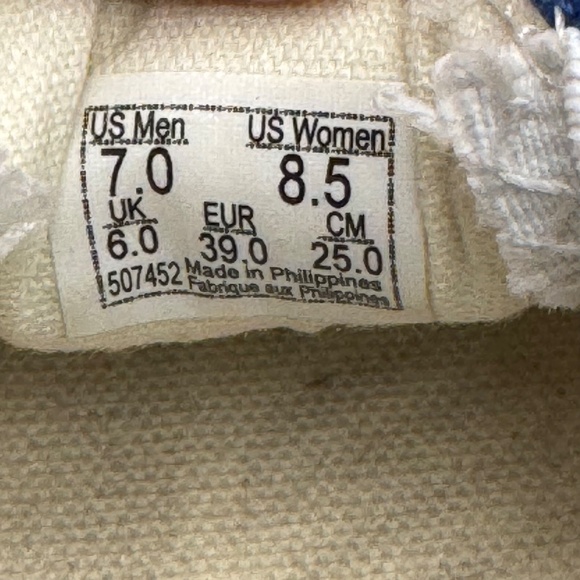 US Men US Women
7.0 8.5
UK EUR CM
6.0 39.0 25.0
507452 Made in Philippines
Fabrique aux Philippines